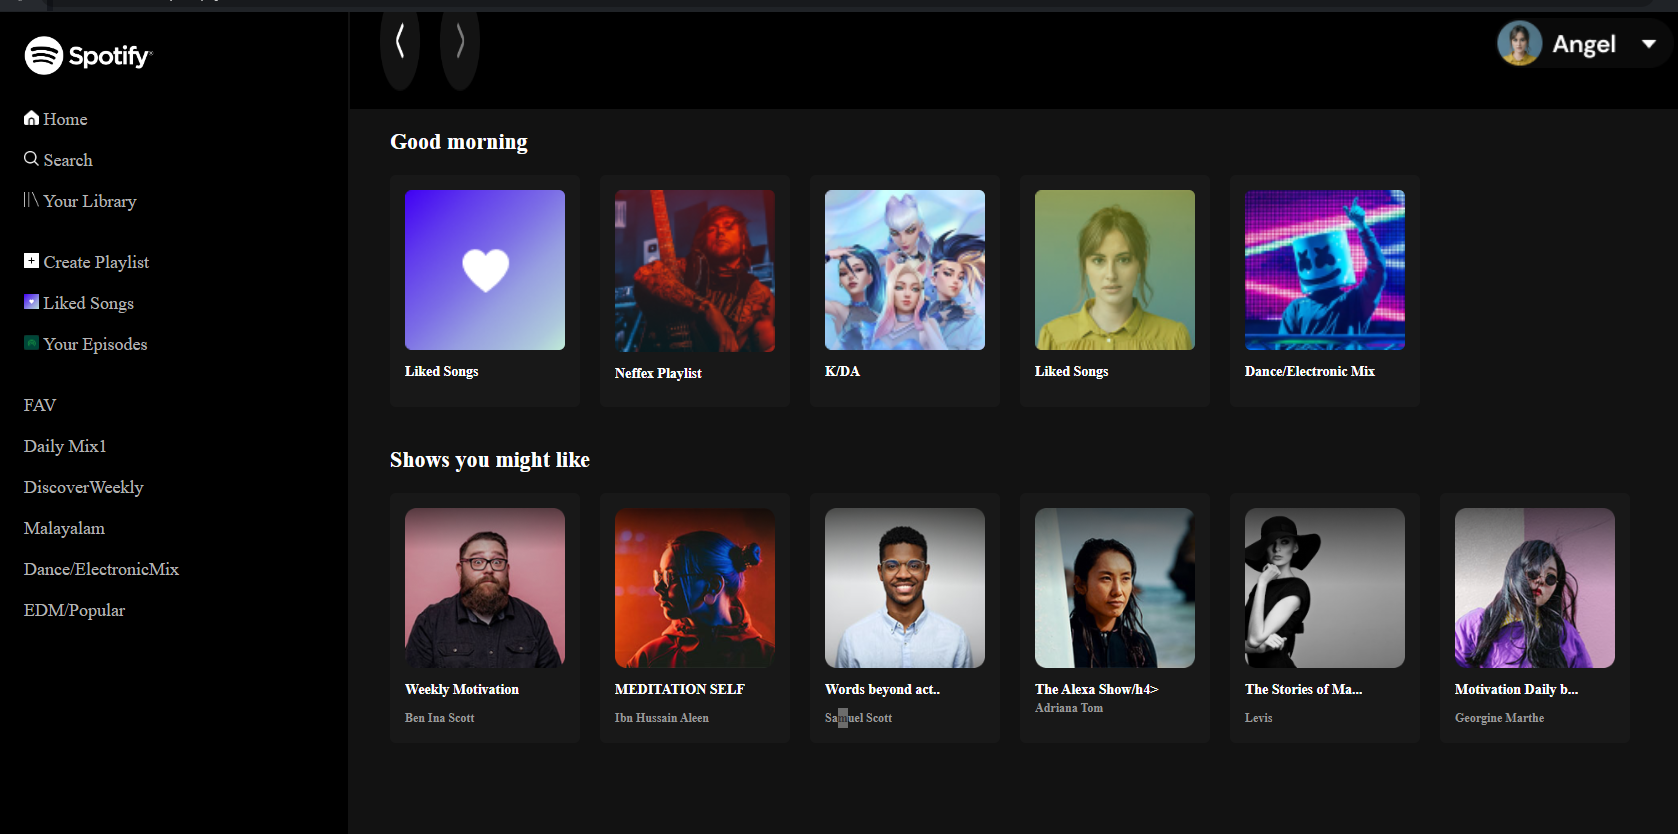 Spotify
Angel
Home
Search
Your Library
Create Playlist
Liked Songs
Your Episodes
FAV
Daily Mix1
DiscoverWeekly
Malayalam
Dance/ElectronicMix
EDM/Popular
Good morning
Liked Songs
Neffex Playlist
K/DA
Liked Songs
Dance/Electronic Mix
Shows you might like
Weekly Motivation
Ben Ina Scott
MEDITATION SELF
Ibn Hussain Aleen
Words beyond act..
Samuel Scott
The Alexa Show/h4>
Adriana Tom
The Stories of Ma...
Levis
Motivation Daily b...
Georgine Marthe